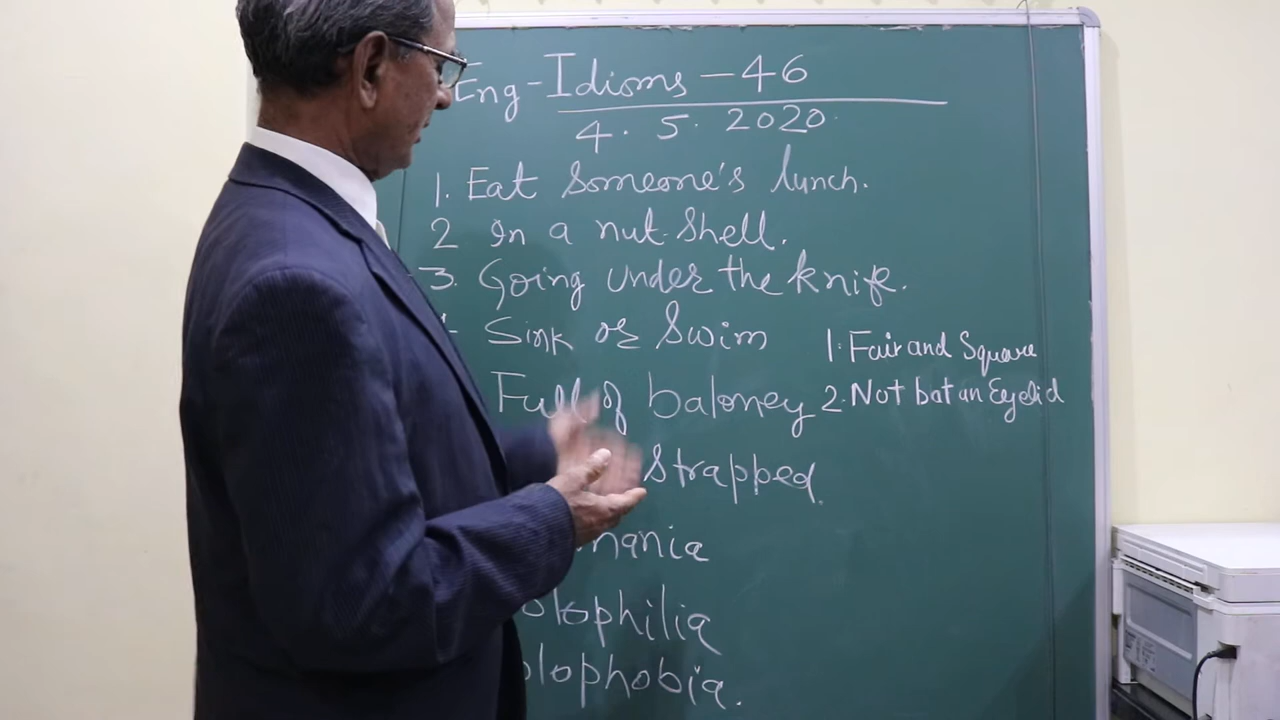 Eng-Idioms - 46
4. 5. 2020.
1. Eat Someone's lunch.
2 In a nut-shell.
3. Going under the knife.
Sink or Swim
Full of baloney
Strapped.
mania
olophilia
olophobia.
1. Fair and Square
2. Not bat an Eyelid